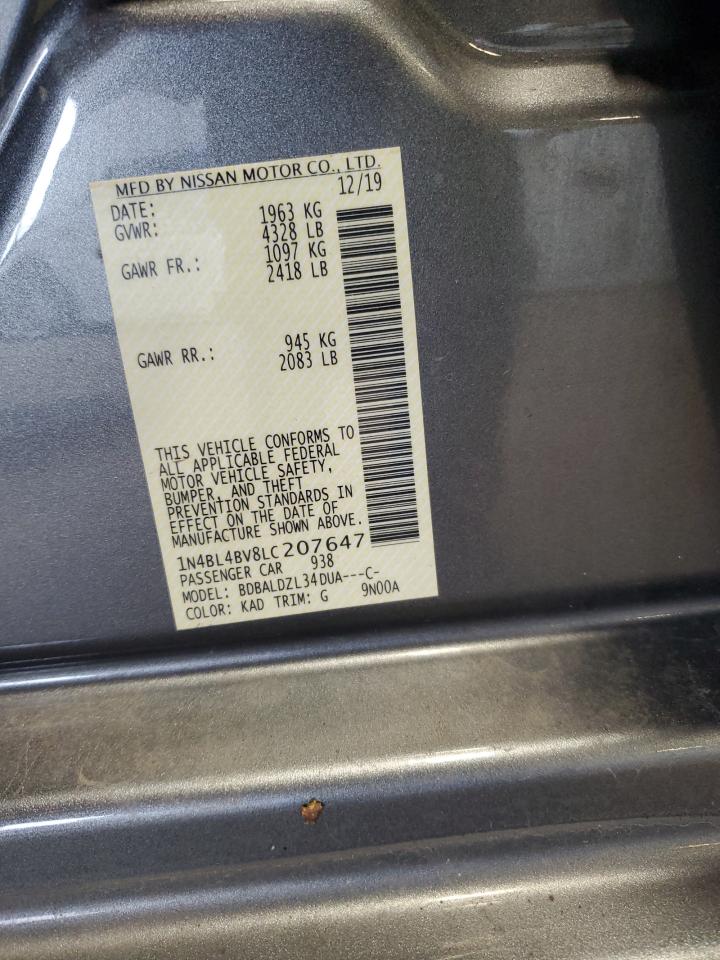 MFD BY NISSAN MOTOR CO., LTD.
DATE: 12/19
GVWR: 1963 KG
4328 LB
GAWR FR.: 1097 KG
2418 LB
GAWR RR.: 945 KG
2083 LB
THIS VEHICLE CONFORMS TO
ALL APPLICABLE FEDERAL
MOTOR VEHICLE SAFETY,
BUMPER, AND THEFT
PREVENTION STANDARDS IN
EFFECT ON THE DATE OF
MANUFACTURE SHOWN ABOVE.
1N4BL4BV8LC207647
PASSENGER CAR 938
MODEL: BDBALDZL34DUA---C-
COLOR: KAD TRIM: G 9N00A